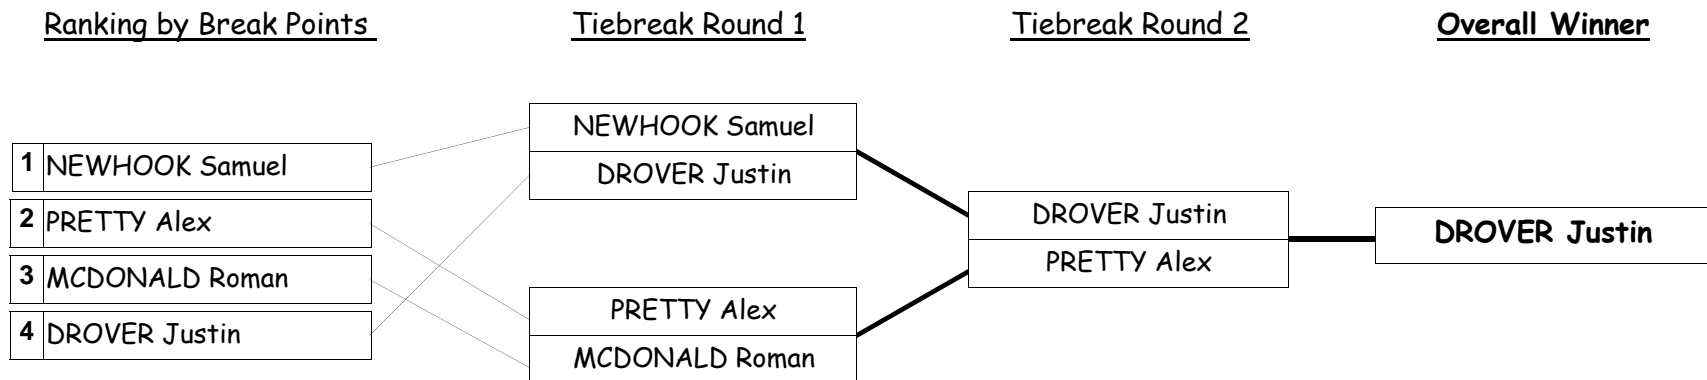 Ranking by Break Points
Tiebreak Round 1
Tiebreak Round 2
Overall Winner
1 NEWHOOK Samuel
2 PRETTY Alex
3 MCDONALD Roman
4 DROVER Justin
NEWHOOK Samuel
DROVER Justin
PRETTY Alex
MCDONALD Roman
DROVER Justin
PRETTY Alex
DROVER Justin